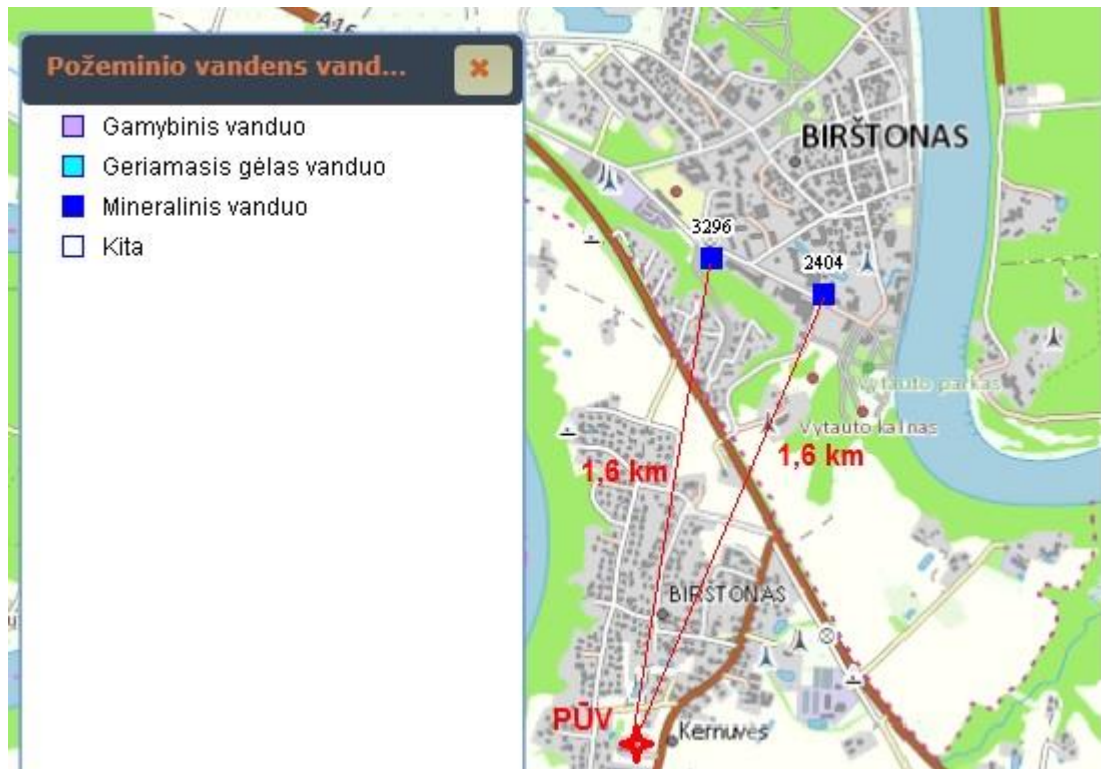 A16
Požeminio vandens vand...
Gamybinis vanduo
Geriamasis gėlas vanduo
Mineralinis vanduo
Kita
BIRŠTONAS
3296
2404
Vytauto parkas
Vytauto kalnas
1,6 km
1,6 km
BIRŠTONAS
PŪV
Kernuvės